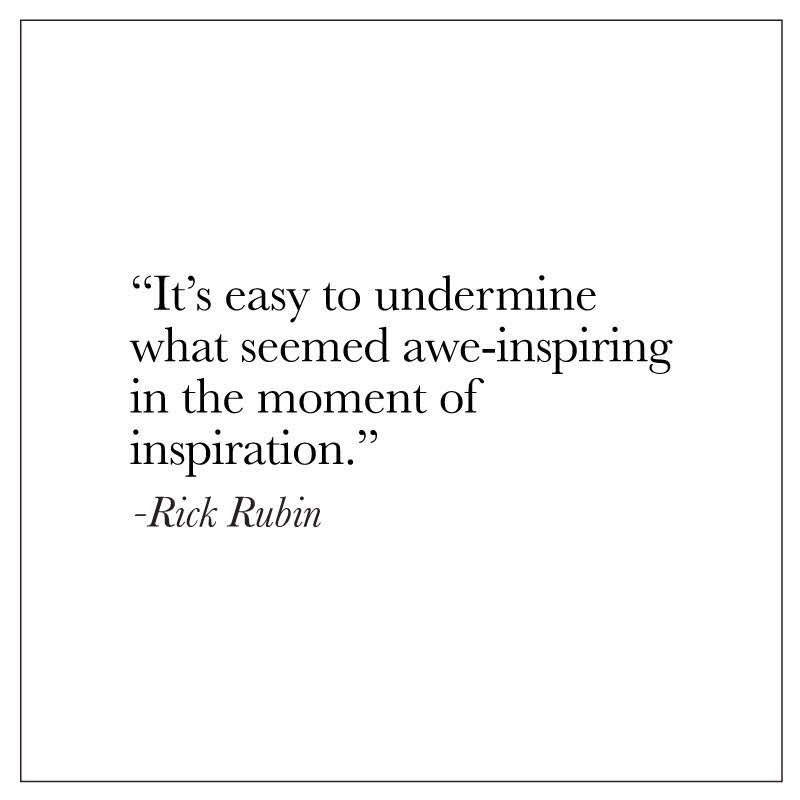 “It’s easy to undermine
what seemed awe-inspiring
in the moment of
inspiration.”
-Rick Rubin